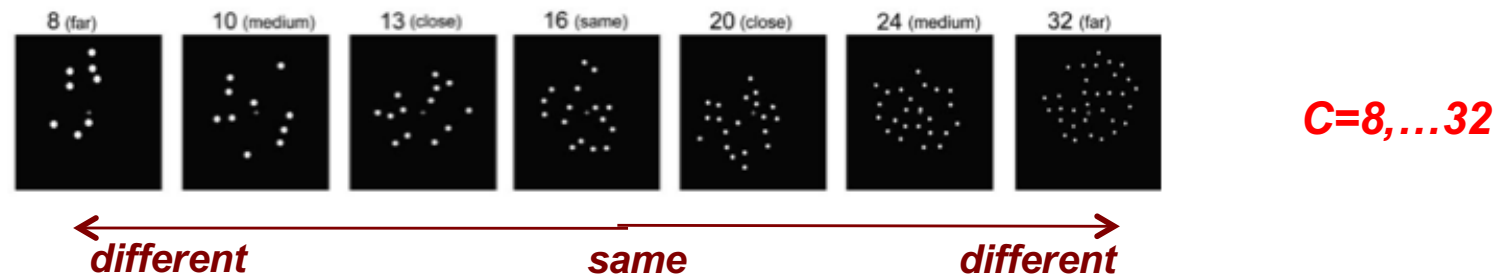 8 (far) 10 (medium) 13 (close) 16 (same) 20 (close) 24 (medium) 32 (far)
C=8,...32
different same different